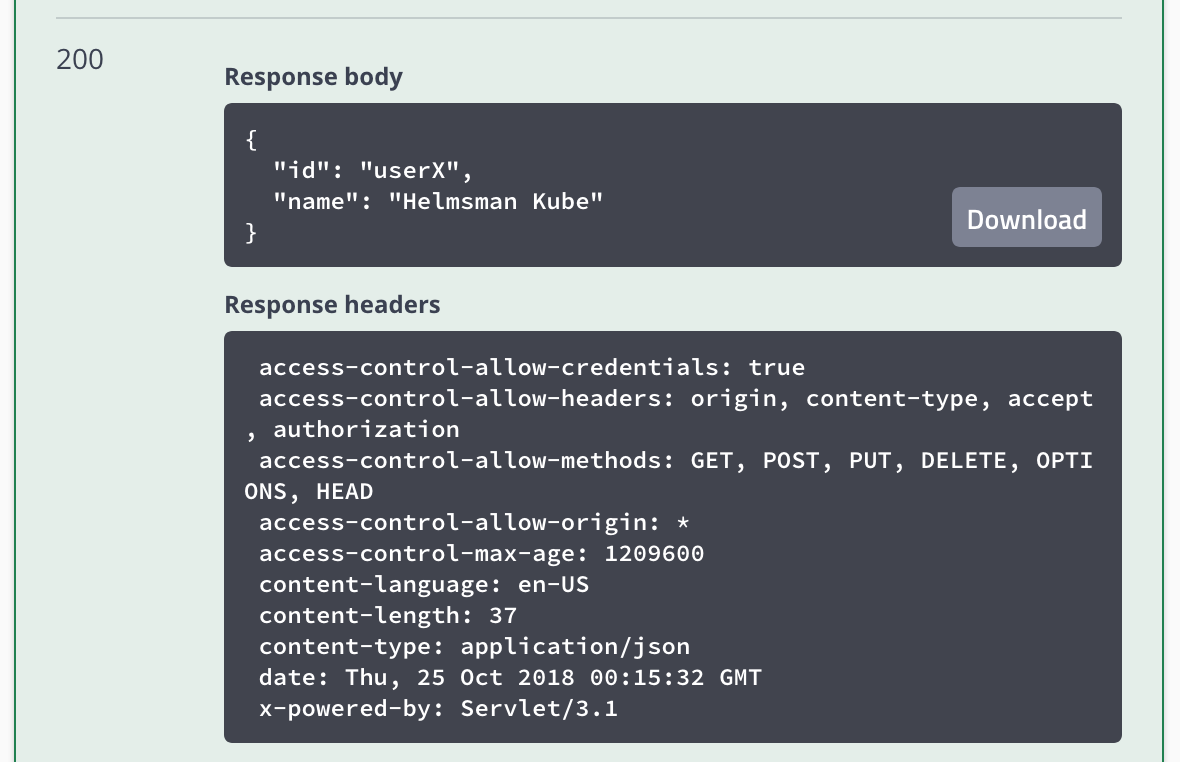 200
Response body
{
  "id": "userX",
  "name": "Helmsman Kube"
}
Download
Response headers
 access-control-allow-credentials: true
 access-control-allow-headers: origin, content-type, accept
, authorization
 access-control-allow-methods: GET, POST, PUT, DELETE, OPTI
ONS, HEAD
 access-control-allow-origin: *
 access-control-max-age: 1209600
 content-language: en-US
 content-length: 37
 content-type: application/json
 date: Thu, 25 Oct 2018 00:15:32 GMT
 x-powered-by: Servlet/3.1